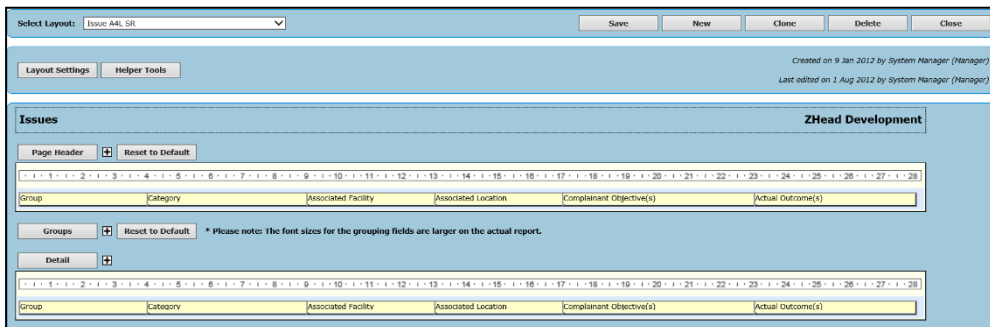 Select Layout: Issue A4L SR Save New Clone Delete Close
Layout Settings Helper Tools Created on 9 Jan 2012 by System Manager (Manager)
Last edited on 1 Aug 2012 by System Manager (Manager)
Issues ZHead Development
Page Header Reset to Default
1 2 3 4 5 6 7 8 9 10 11 12 13 14 15 16 17 18 19 20 21 22 23 24 25 26 27 28
Group Category Associated Facility Associated Location Complainant Objective(s) Actual Outcome(s)
Groups Reset to Default * Please note: The font sizes for the grouping fields are larger on the actual report.
Detail
1 2 3 4 5 6 7 8 9 10 11 12 13 14 15 16 17 18 19 20 21 22 23 24 25 26 27 28
Group Category Associated Facility Associated Location Complainant Objective(s) Actual Outcome(s)